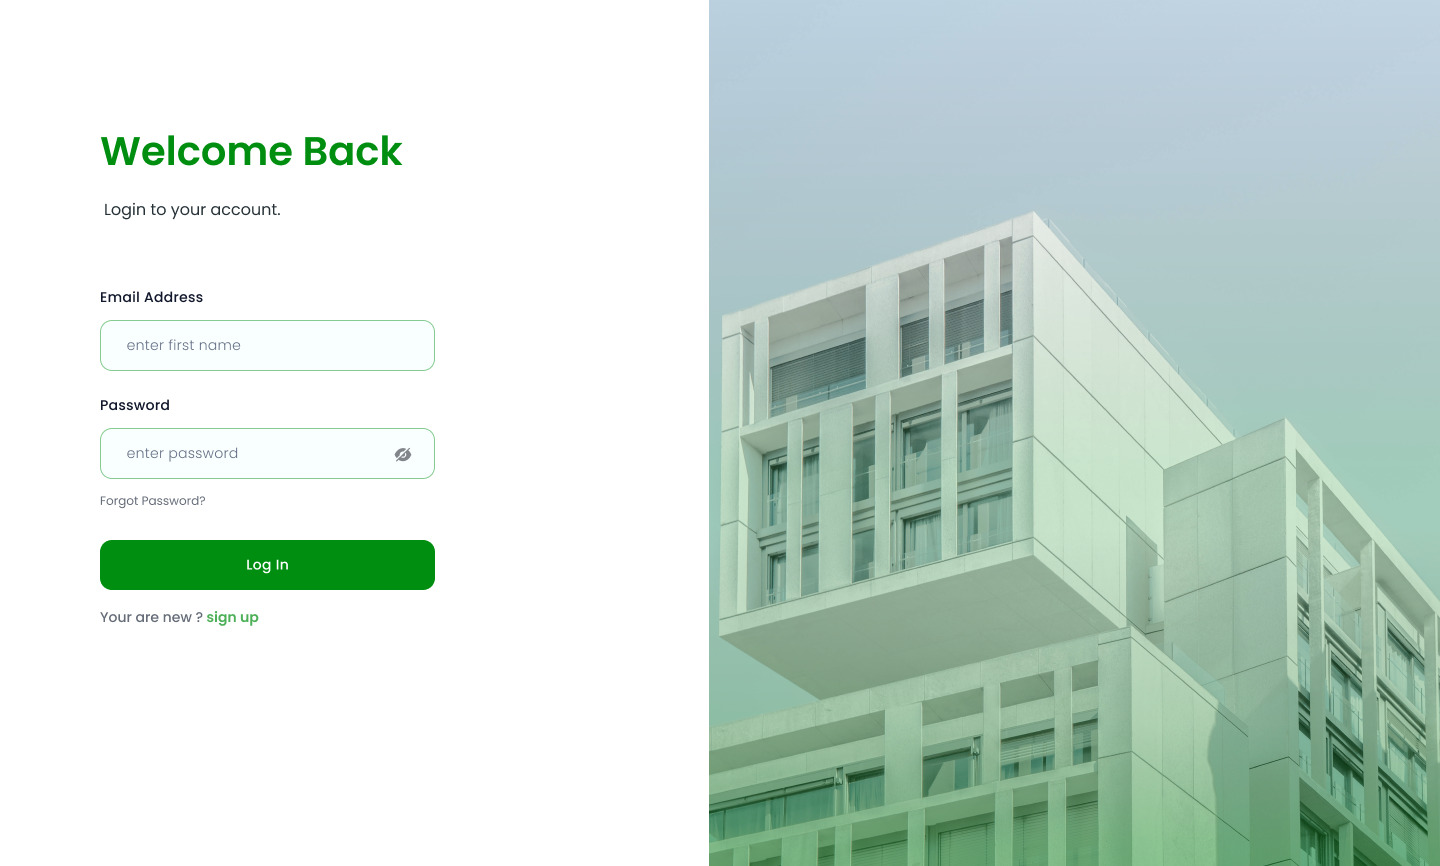 Welcome Back
Login to your account.
Email Address
enter first name
Password
enter password
Forgot Password?
Log In
Your are new ? sign up